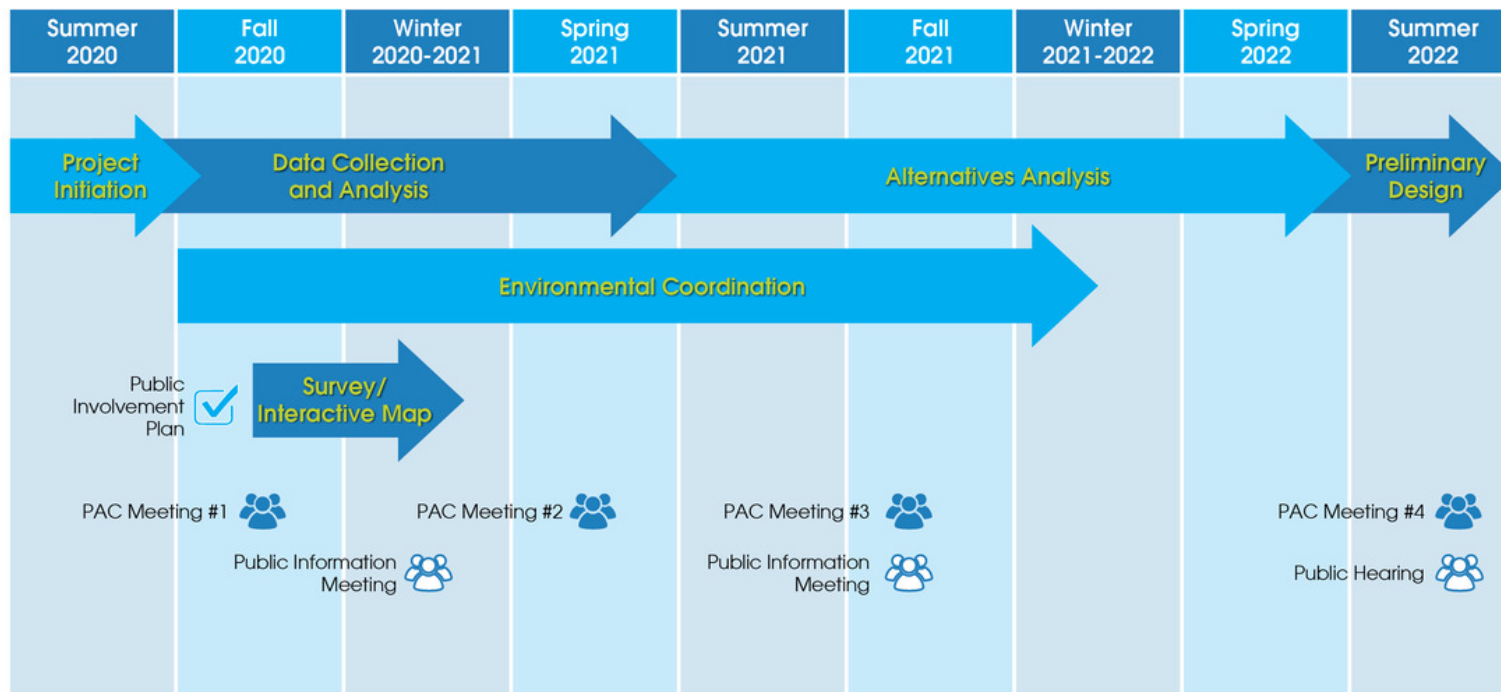 Summer
2020
Fall
2020
Winter
2020-2021
Spring
2021
Summer
2021
Fall
2021
Winter
2021-2022
Spring
2022
Summer
2022
Project
Initiation
Data Collection
and Analysis
Alternatives Analysis
Preliminary
Design
Environmental Coordination
Public
Involvement
Plan
Survey/
Interactive Map
PAC Meeting #1
PAC Meeting #2
PAC Meeting #3
PAC Meeting #4
Public Information
Meeting
Public Information
Meeting
Public Hearing